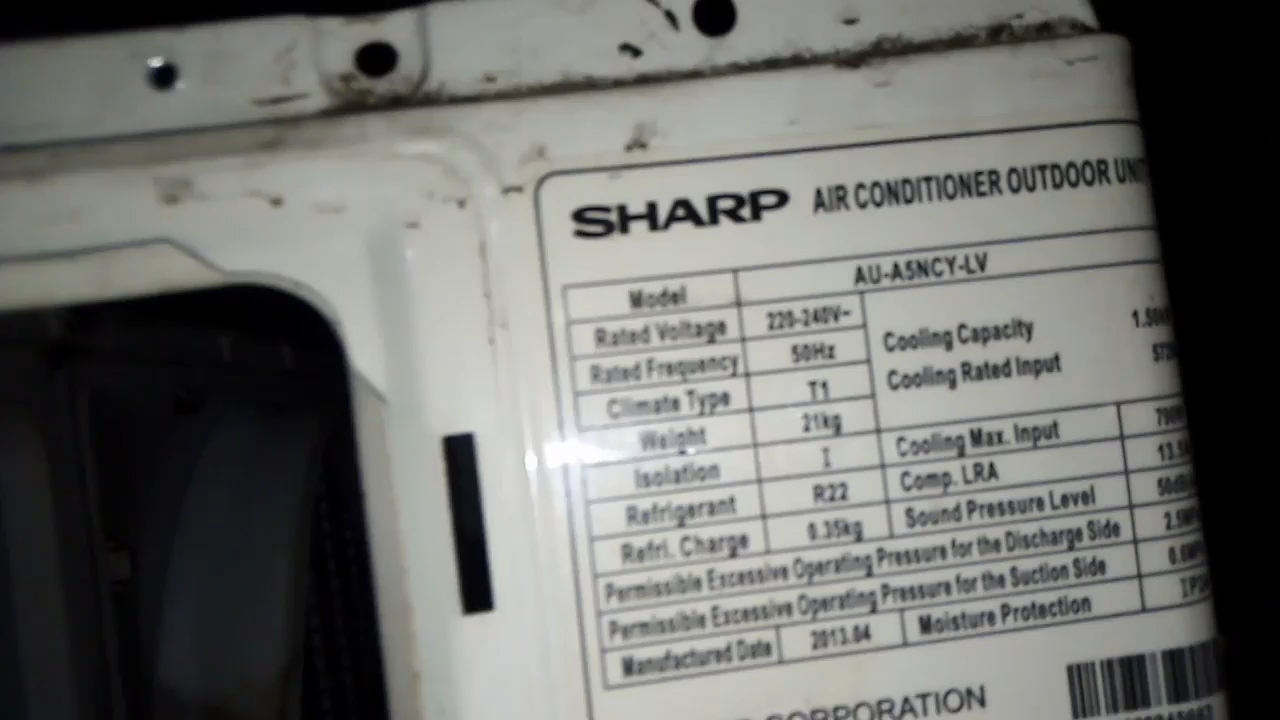 SHARP AIR CONDITIONER OUTDOOR
Model AU-A5NCY-LV
Rated Voltage 220-240V~
Rated Frequency 50Hz
Climate Type T1
Weight 21kg
Isolation I
Refrigerant R22
Refri. Charge 0.35kg
Cooling Capacity
Cooling Rated Input
Cooling Max. Input
Comp. LRA
Sound Pressure Level
Permissible Excessive Operating Pressure for the Discharge Side
Permissible Excessive Operating Pressure for the Suction Side
Manufactured Date 2013.04 Moisture Protection
CORPORATION